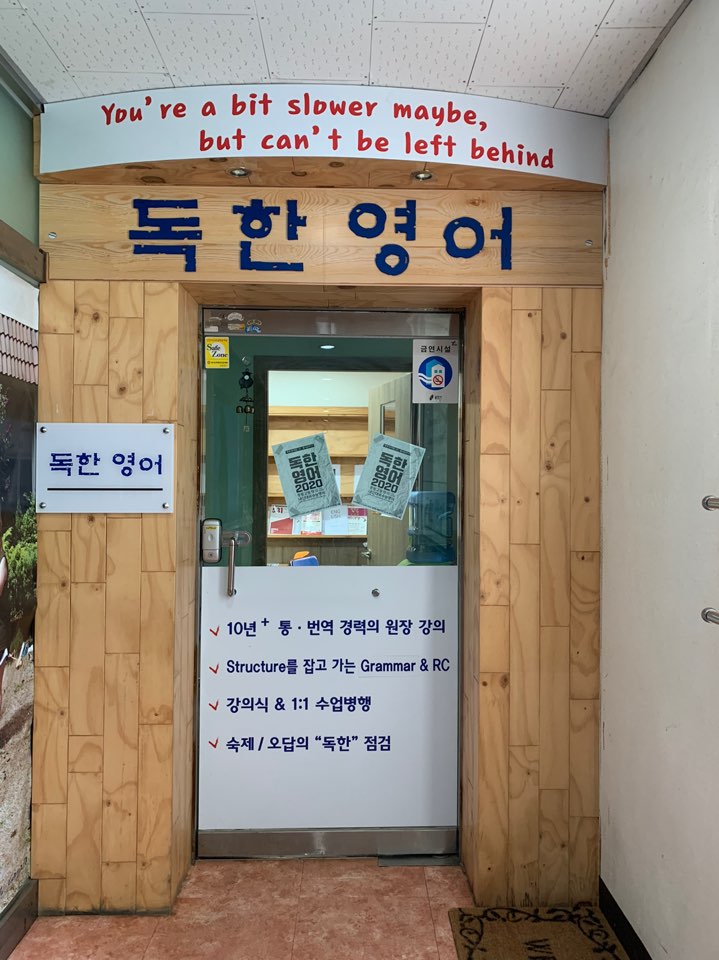 You're a bit slower maybe,
but can't be left behind
독한영어
Safe
Zone
금연시설
독한 영어
독한
영어
2020
독한
영어
2020
10년+ 통·번역 경력의 원장 강의
Structure를 잡고 가는 Grammar & RC
강의식 & 1:1 수업병행
숙제 / 오답의 “독한” 점검